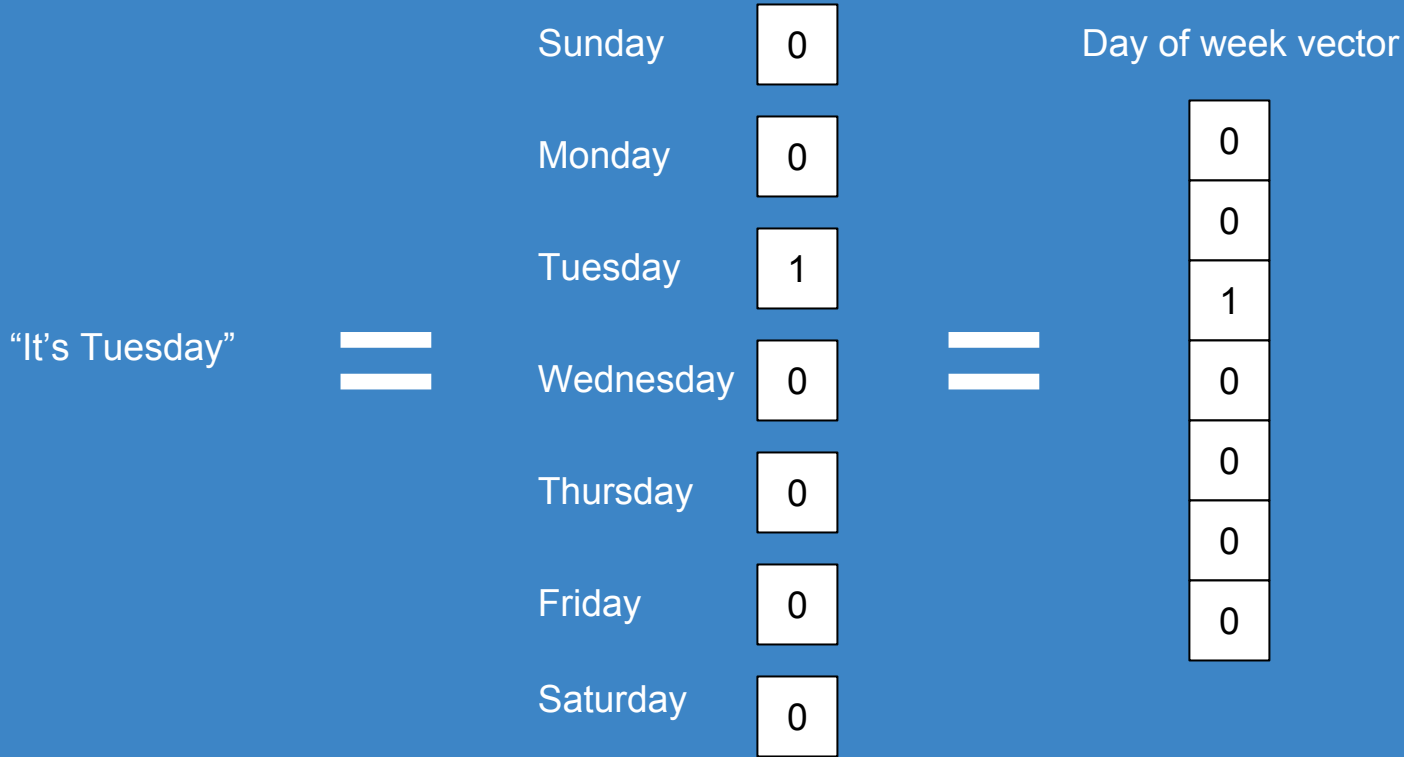 “It’s Tuesday”
Sunday 0
Monday 0
Tuesday 1
Wednesday 0
Thursday 0
Friday 0
Saturday 0
Day of week vector
0
0
1
0
0
0
0